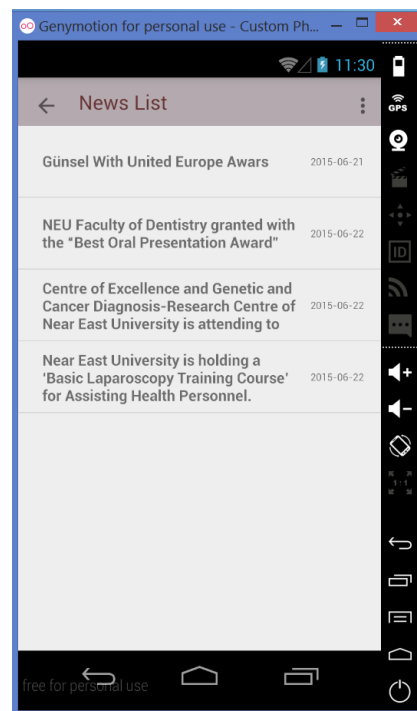 Genymotion for personal use - Custom Ph...
11:30
News List
GPS
Günsel With United Europe Awars
2015-06-21
NEU Faculty of Dentistry granted with
the “Best Oral Presentation Award”
2015-06-22
Centre of Excellence and Genetic and
Cancer Diagnosis-Research Centre of
Near East University is attending to
2015-06-22
Near East University is holding a
‘Basic Laparoscopy Training Course’
for Assisting Health Personnel.
2015-06-22
ID
1:1
free for personal use